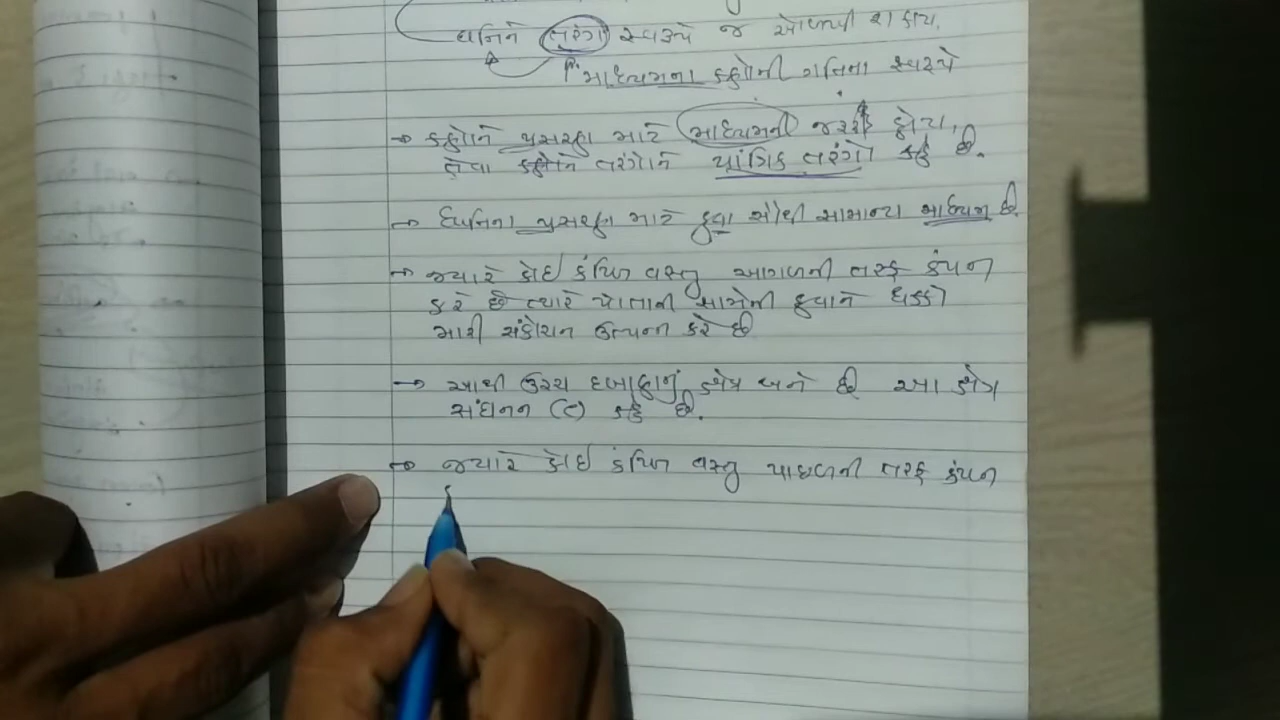 ધ્વનિને તરંગ સ્વરૂપે જ ઓળખી શકાય.
માધ્યમના કણોની ગતિના સ્વરૂપે
→ કણોને પ્રસરણ માટે માધ્યમની જરૂર હોય,
તેવા કણોને તરંગોને યાંત્રિક તરંગો કહે છે.
→ ધ્વનિના પ્રસરણ માટે હવા સૌથી સામાન્ય માધ્યમ છે.
→ જ્યારે કોઇ કંપિત વસ્તુ આગળની તરફ કંપન
કરે છે ત્યારે પોતાની સામેની હવાને ધક્કો
મારી સંકોચન ઉત્પન્ન કરે છે
→ આથી ઉચ્ચ દબાણનું ક્ષેત્ર બને છે આ ક્ષેત્ર
સંઘનન (C) કહે છે.
→ જ્યારે કોઇ કંપિત વસ્તુ પાછળની તરફ કંપન